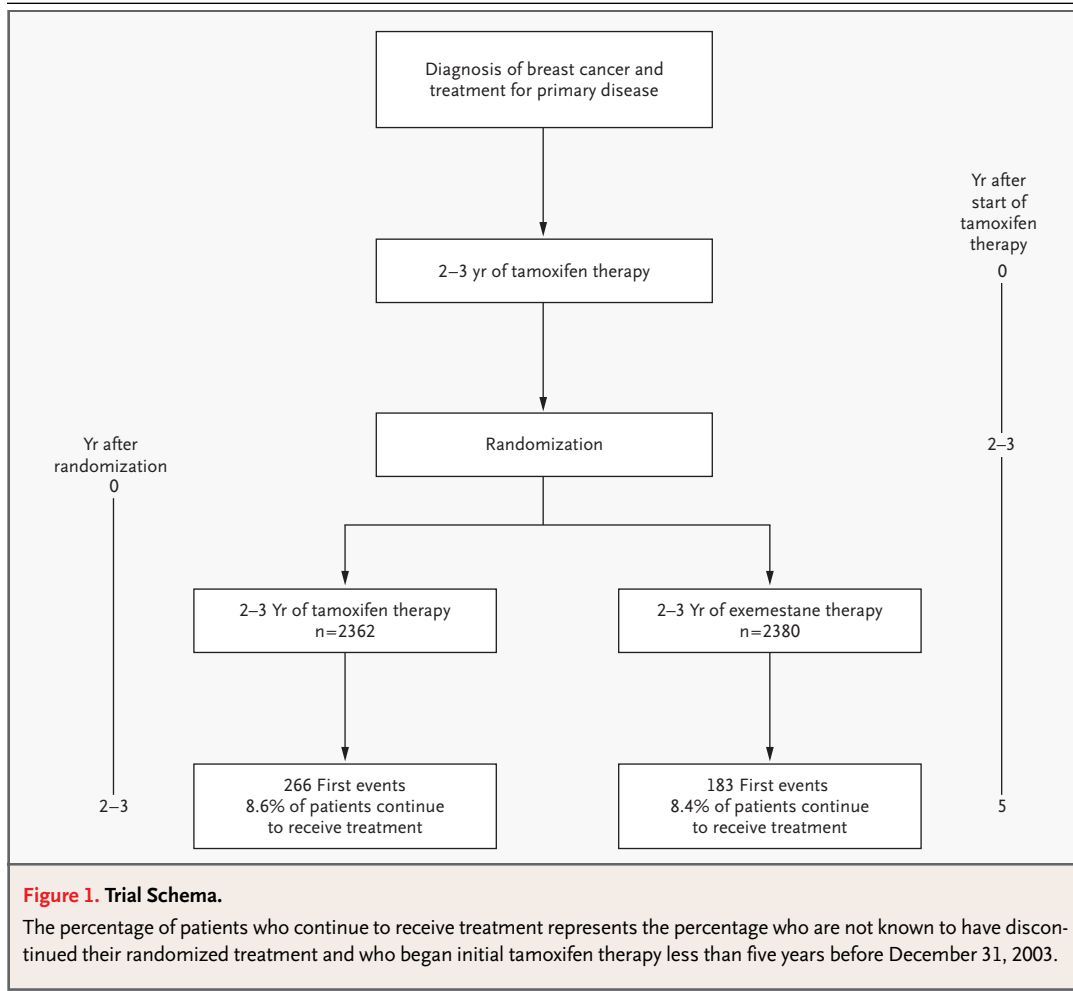 Diagnosis of breast cancer and
treatment for primary disease
Yr after
start of
tamoxifen
therapy
0
2–3 yr of tamoxifen therapy
Randomization
2–3
Yr after
randomization
0
2–3 Yr of tamoxifen therapy
n=2362
2–3 Yr of exemestane therapy
n=2380
266 First events
8.6% of patients continue
to receive treatment
183 First events
8.4% of patients continue
to receive treatment
2–3
5
Figure 1. Trial Schema.
The percentage of patients who continue to receive treatment represents the percentage who are not known to have discon-
tinued their randomized treatment and who began initial tamoxifen therapy less than five years before December 31, 2003.